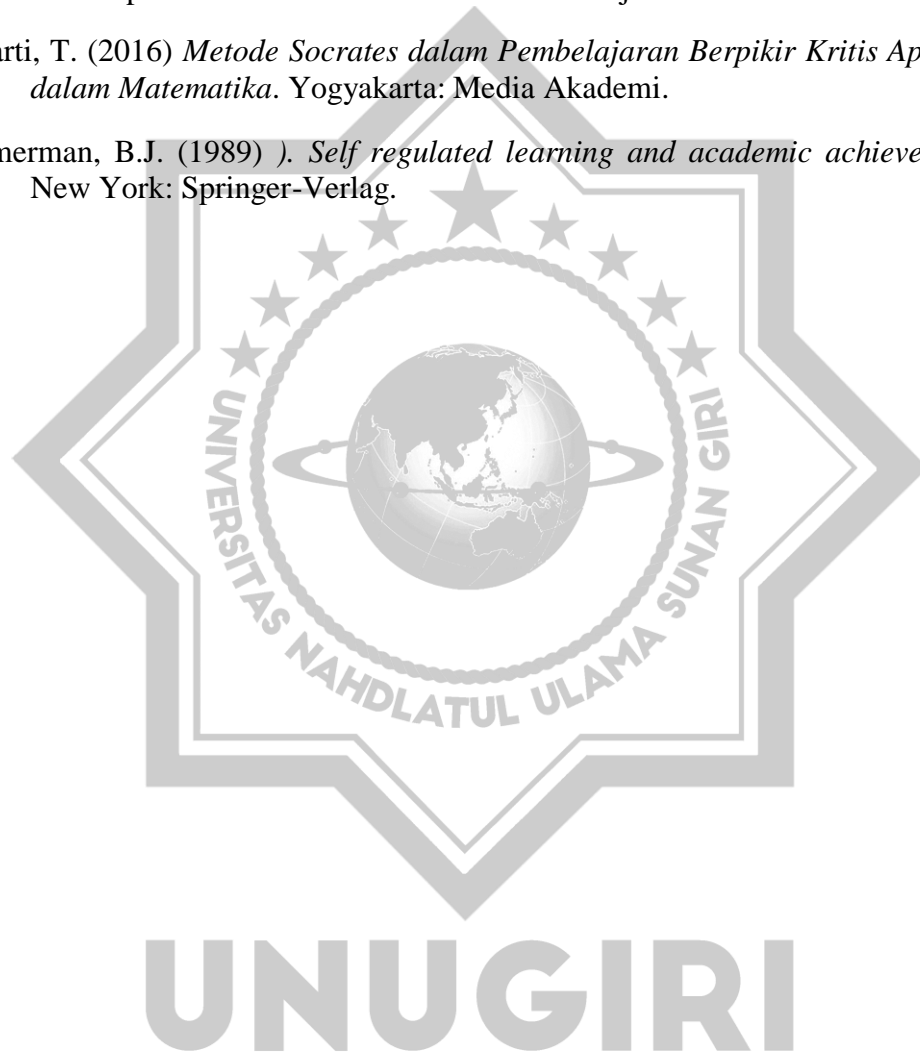 arti, T. (2016) Metode Socrates dalam Pembelajaran Berpikir Kritis Ap
dalam Matematika. Yogyakarta: Media Akademi.
merman, B.J. (1989) ). Self regulated learning and academic achieve
New York: Springer-Verlag.
UNIVERSITAS NAHDLATUL ULAMA SUNAN GIRI
UNUGIRI